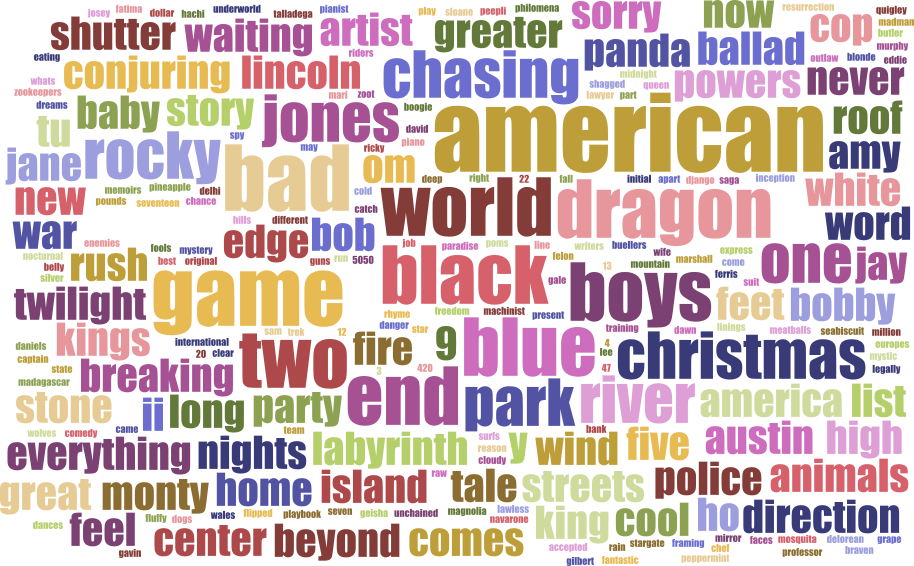 josey fatima dollar hachi underworld talladega pianist play sloane peepli philomena sorry now resurrection quigley
shutter waiting artist greater cop madman butler
eating riders panda ballad outlaw blonde murphy eddie
conjuring lincoln chasing midnight powers never
whats zookeepers mari zoot shagged queen lawyer part
dreams baby story jones boogie american roof
tu spy david piano amy
jane rocky may ricky
bad om deep right 22 fall initial apart django saga inception white
new memoirs pineapple delhi cold world dragon
pounds seventeen chance catch word
war hills different edge bob job paradise poms line writers buellers wife express one jay
enemies nocturnal rush fools mystery guns run 5050 black felon mountain marshall come
belly silver best original gale 13 boys ferris suit
twilight game rhyme freedom machinist present feet bobby
kings sam trek 12 danger star training dawn linings meatballs seabiscuit million
daniels international two fire 9 blue 4 lee christmas europes mystic
captain 20 clear 3 420 47 legally
state madagascar breaking end park river america list
stone ii long party
wolves comedy came team surls bank austin high
everything nights labyrinth reason y wind five
cloudy
great monty home island raw tale streets police animals
dances fluffy dogs wales flipped playbook seven geisha unchained magnolia lawless navarone king cool ho direction
feel gavin center beyond comes accepted rain stargate framing mirror chef faces mosquita delorean grape
gilbert fantastic peppermint professor braven